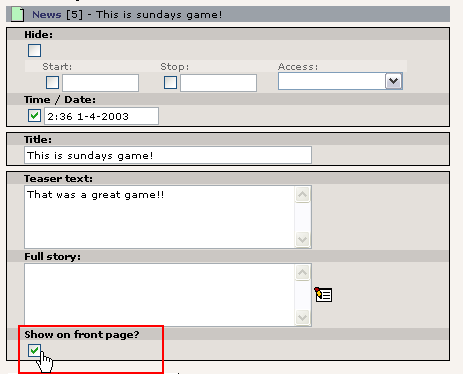 News [5] - This is sundays game!
Hide:
Start: Stop: Access:
Time / Date:
2:36 1-4-2003
Title:
This is sundays game!
Teaser text:
That was a great game!!
Full story:
Show on front page?